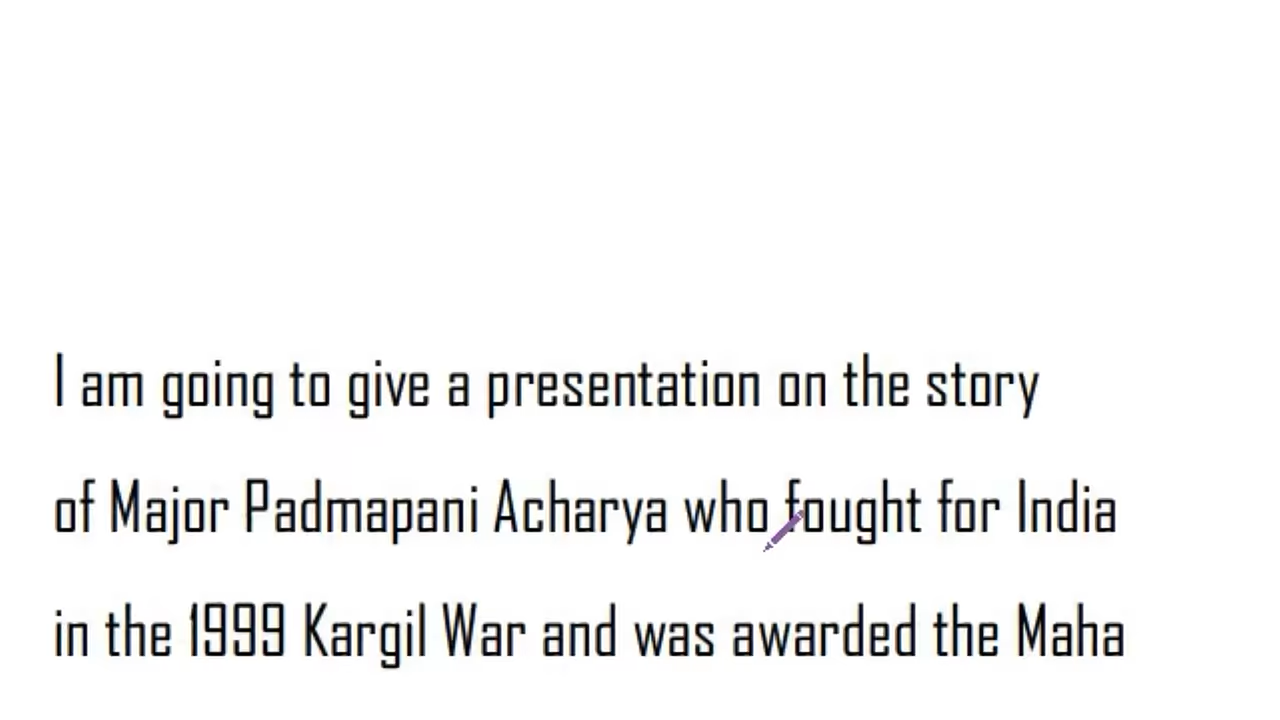 I am going to give a presentation on the story
of Major Padmapani Acharya who fought for India
in the 1999 Kargil War and was awarded the Maha